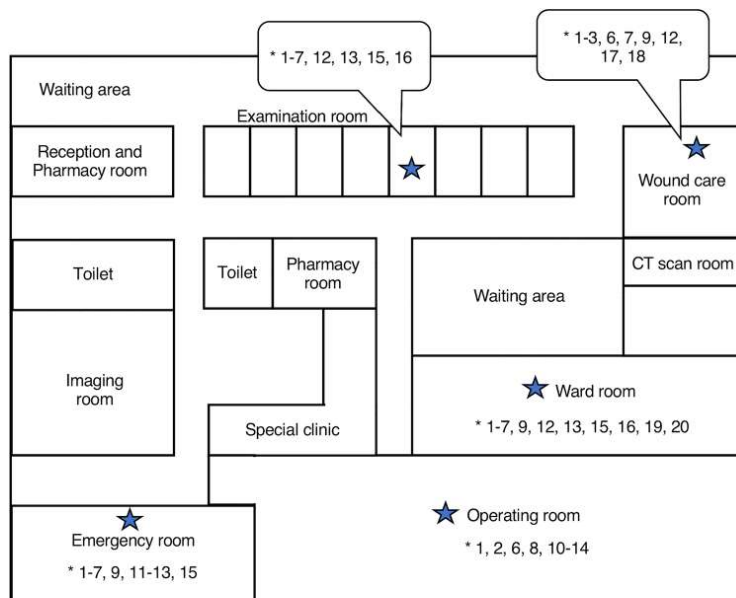 * 1-7, 12, 13, 15, 16
* 1-3, 6, 7, 9, 12,
17, 18
Waiting area
Examination room
Reception and
Pharmacy room
Wound care
room
Toilet
Toilet
Pharmacy
room
CT scan room
Waiting area
Imaging
room
Ward room
* 1-7, 9, 12, 13, 15, 16, 19, 20
Special clinic
Operating room
* 1, 2, 6, 8, 10-14
Emergency room
* 1-7, 9, 11-13, 15